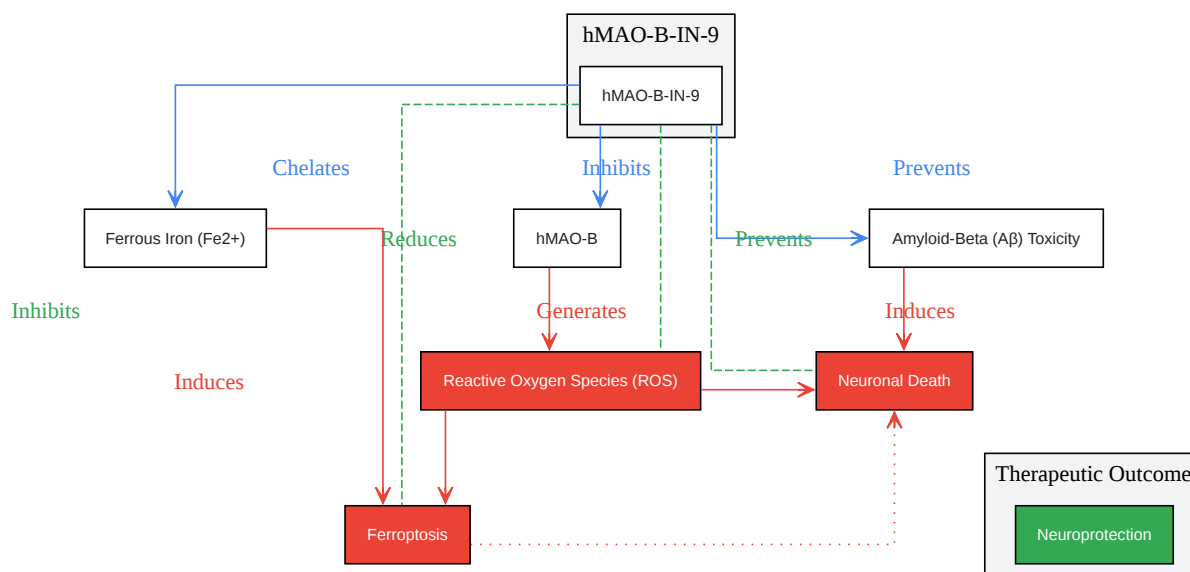 hMAO-B-IN-9
hMAO-B-IN-9
Chelates
Inhibits
Prevents
Ferrous Iron (Fe2+)
Reduces
hMAO-B
Prevents
Amyloid-Beta (Aβ) Toxicity
Inhibits
Generates
Induces
Induces
Reactive Oxygen Species (ROS)
Neuronal Death
Therapeutic Outcome
Ferroptosis
Neuroprotection